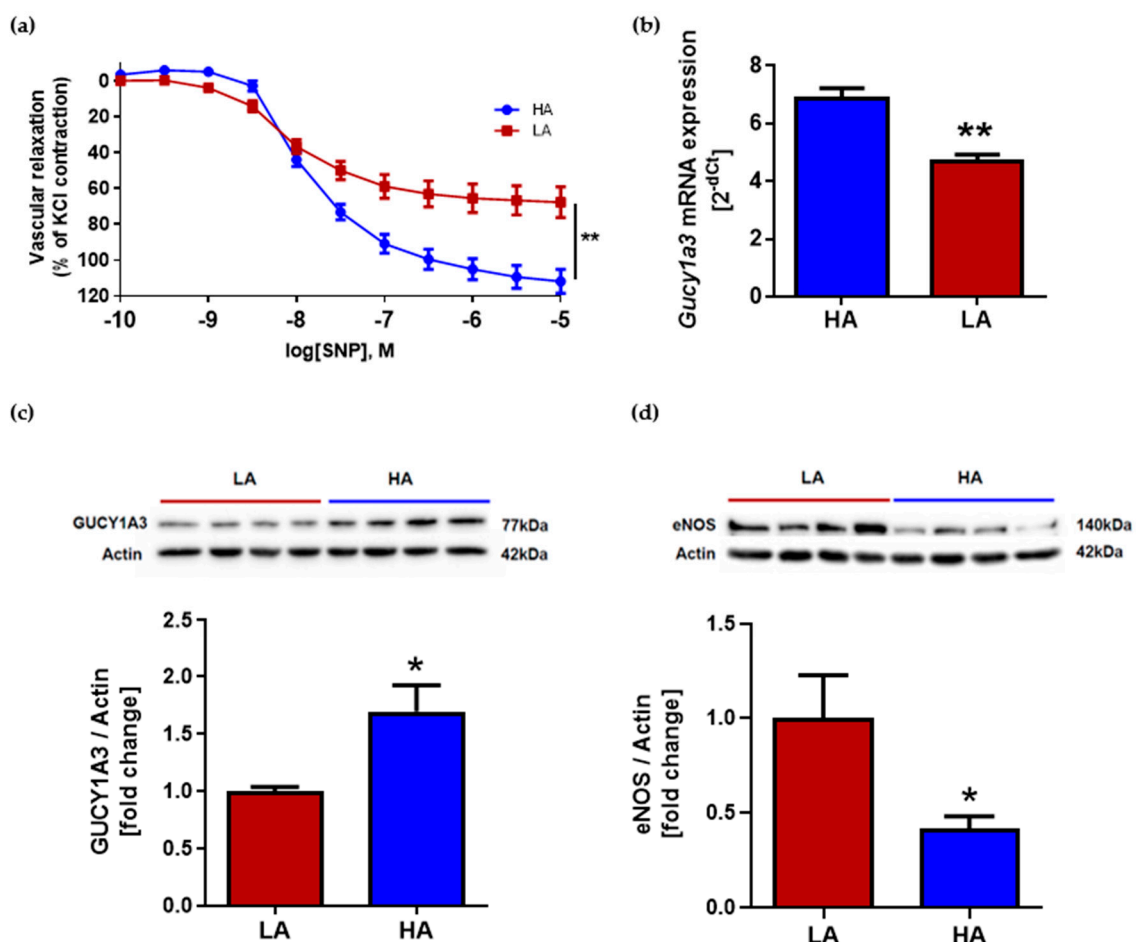 (a)
0
20
40
60
80
100
120
Vascular relaxation
(% of KCl contraction)
-10 -9 -8 -7 -6 -5
log[SNP], M
HA
LA
**
(b)
8
6
4
2
0
Gucy1a3 mRNA expression
[2^-dCt]
**
HA LA
(c)
LA HA
GUCY1A3 77kDa
Actin 42kDa
2.5
2.0
1.5
1.0
0.5
0.0
GUCY1A3 / Actin
[fold change]
*
LA HA
(d)
LA HA
eNOS 140kDa
Actin 42kDa
1.5
1.0
0.5
0.0
eNOS / Actin
[fold change]
*
LA HA